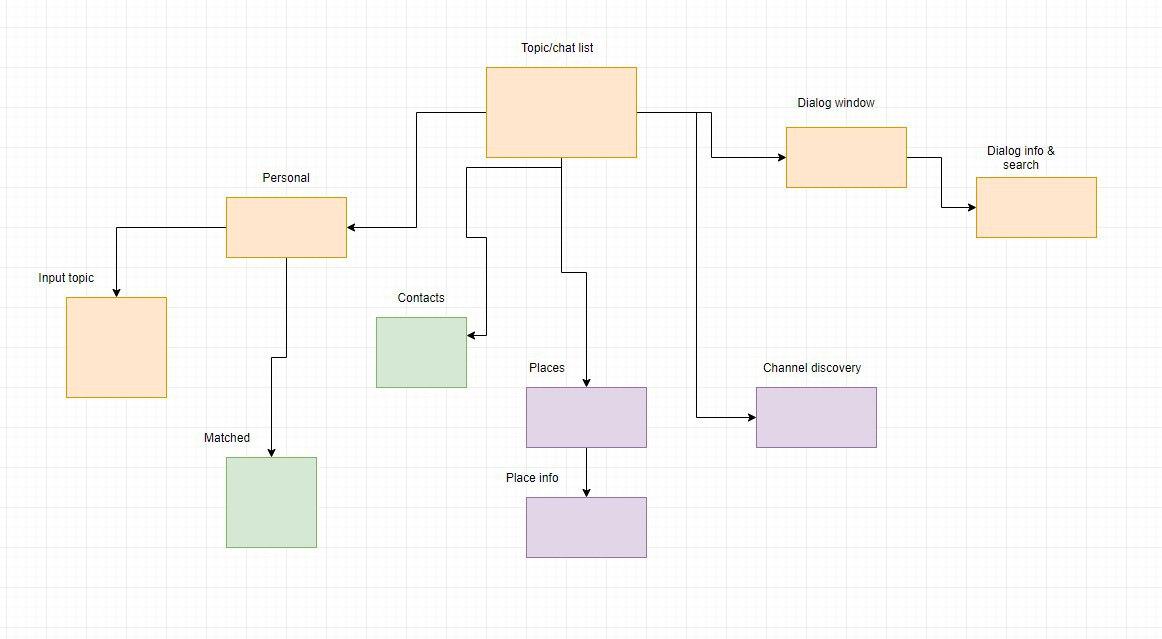 Topic/chat list
Dialog window
Dialog info &
search
Personal
Input topic
Contacts
Places
Channel discovery
Matched
Place info